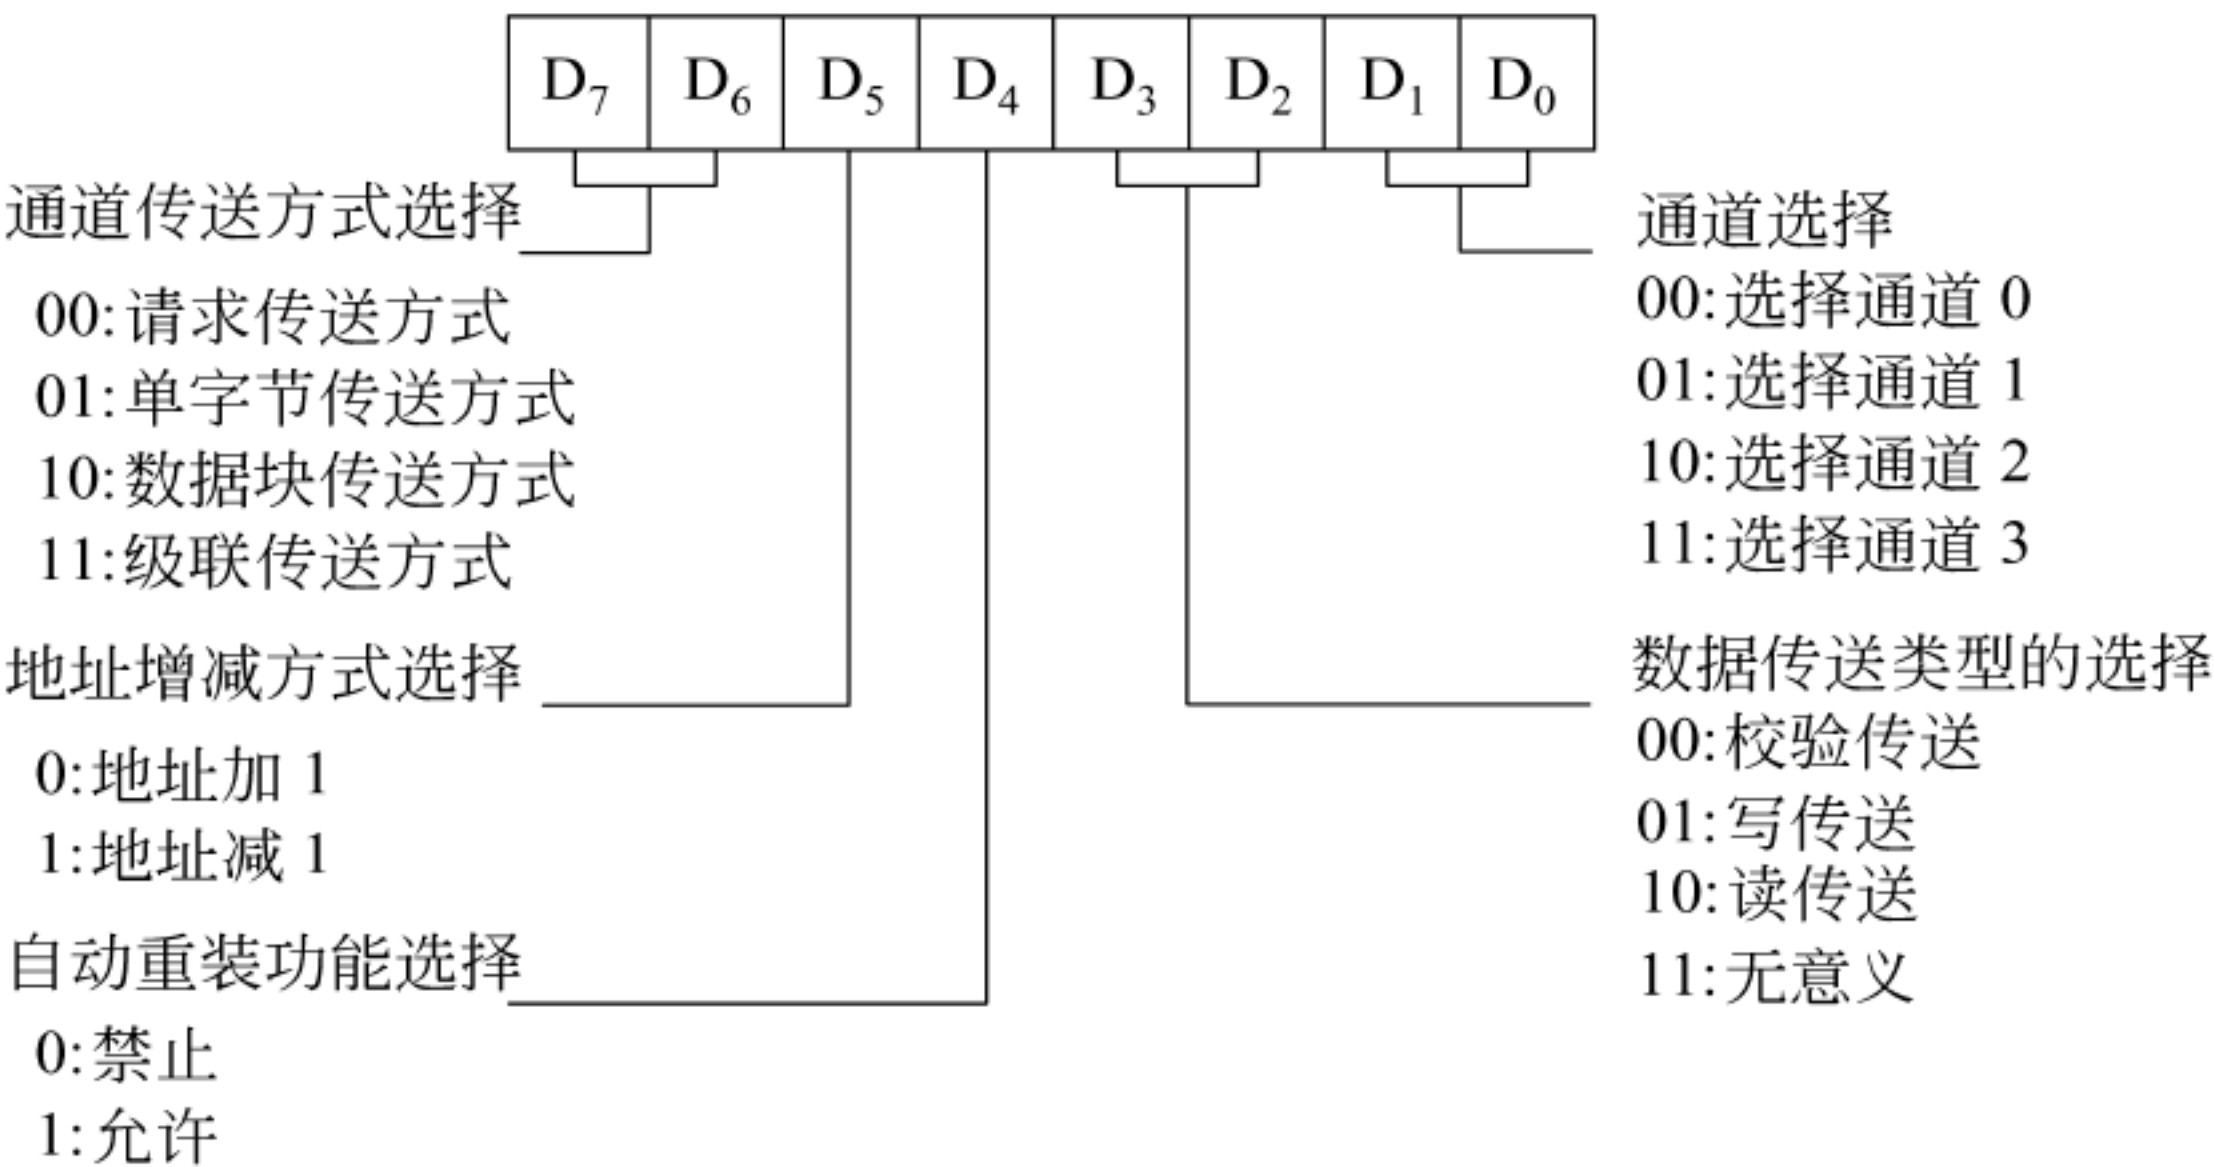 D7 D6 D5 D4 D3 D2 D1 D0
通道传送方式选择
00:请求传送方式
01:单字节传送方式
10:数据块传送方式
11:级联传送方式
地址增减方式选择
0:地址加 1
1:地址减 1
自动重装功能选择
0:禁止
1:允许
通道选择
00:选择通道 0
01:选择通道 1
10:选择通道 2
11:选择通道 3
数据传送类型的选择
00:校验传送
01:写传送
10:读传送
11:无意义